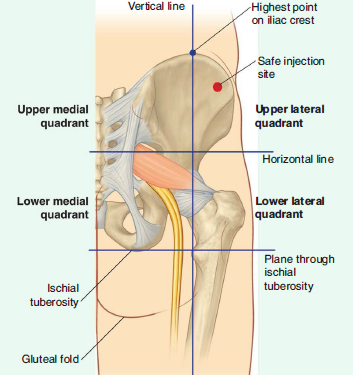 Vertical line
Highest point
on iliac crest
Safe injection
site
Upper medial
quadrant
Upper lateral
quadrant
Horizontal line
Lower medial
quadrant
Lower lateral
quadrant
Plane through
ischial
tuberosity
Ischial
tuberosity
Gluteal fold